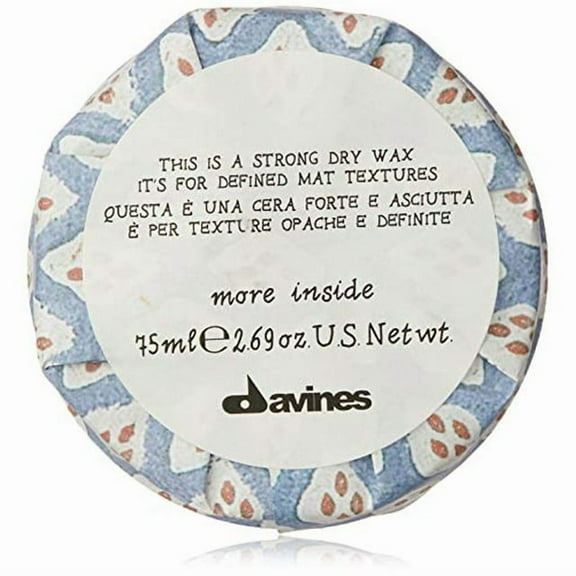 THIS IS A STRONG DRY WAX
IT'S FOR DEFINED MAT TEXTURES
QUESTA È UNA CERA FORTE E ASCIUTTA
È PER TEXTURE OPACHE E DEFINITE
more inside
75ml℮2.69oz.U.S.Netwt.
davines